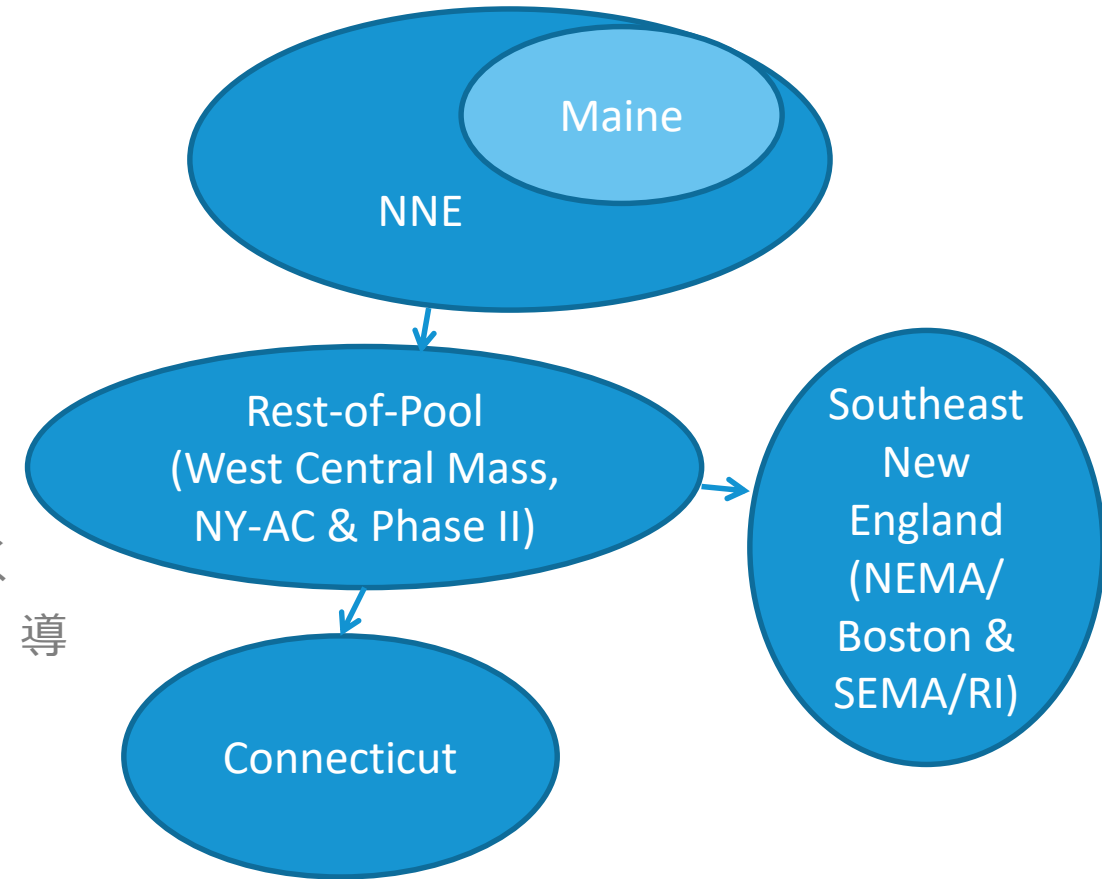 Maine
NNE
Rest-of-Pool
(West Central Mass,
NY-AC & Phase II)
Southeast
New
England
(NEMA/
Boston &
SEMA/RI)
導
Connecticut